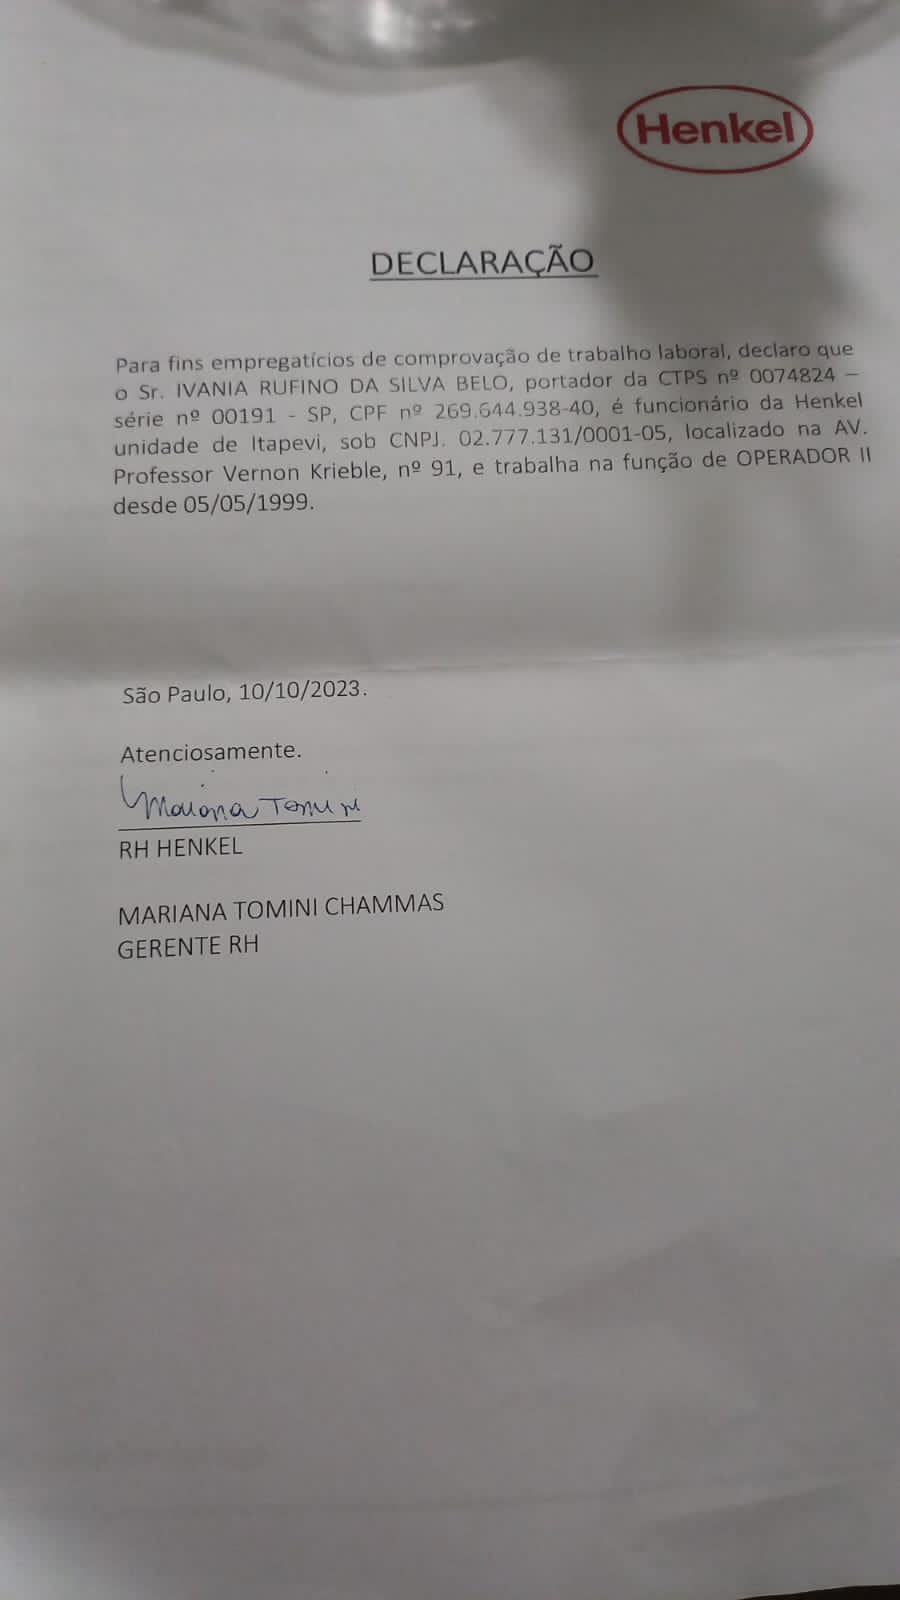 Henkel
DECLARAÇÃO
Para fins empregatícios de comprovação de trabalho laboral, declaro que
o Sr. IVANIA RUFINO DA SILVA BELO, portador da CTPS nº 0074824 –
série nº 00191 - SP, CPF nº 269.644.938-40, é funcionário da Henkel
unidade de Itapevi, sob CNPJ. 02.777.131/0001-05, localizado na AV.
Professor Vernon Krieble, nº 91, e trabalha na função de OPERADOR II
desde 05/05/1999.
São Paulo, 10/10/2023.
Atenciosamente.
Mariana Tomini
RH HENKEL
MARIANA TOMINI CHAMMAS
GERENTE RH